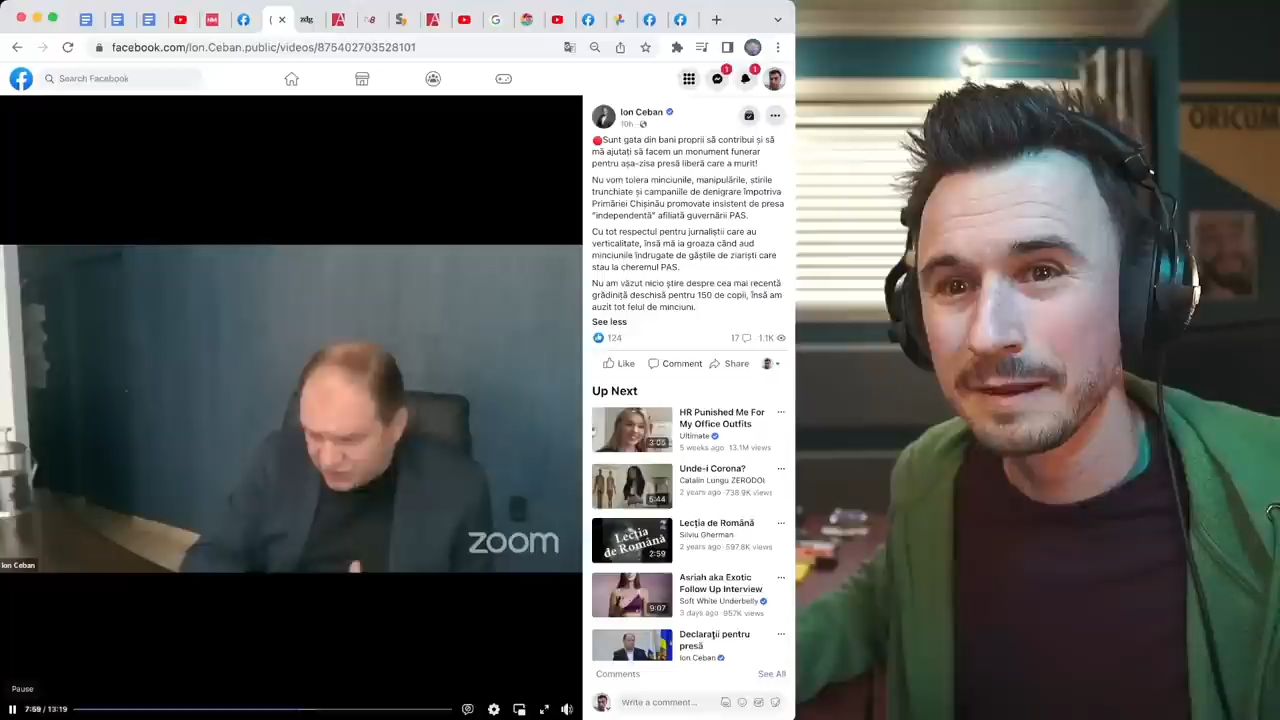 facebook.com/Ion.Ceban.public/videos/875402703528101
Search Facebook
Ion Ceban
10h
Sunt gata din bani proprii să contribui și să
mă ajutați să facem un monument funerar
pentru așa-zisa presă liberă care a murit!
Nu vom tolera minciunile, manipulările, știrile
trunchiate și campaniile de denigrare împotriva
Primăriei Chișinău promovate insistent de presa
"independentă" afiliată guvernării PAS.
Cu tot respectul pentru jurnaliștii care au
verticalitate, însă mă ia groaza când aud
minciunile îndrugate de găștile de ziariști care
stau la cheremul PAS.
Nu am văzut nicio știre despre cea mai recentă
grădiniță deschisă pentru 150 de copii, însă am
auzit tot felul de minciuni.
See less
124
17
1.1K
Like
Comment
Share
Up Next
HR Punished Me For
My Office Outfits
Ultimate
5 weeks ago · 13.1M views
3:05
Unde-i Corona?
Catalin Lungu ZERODOI
2 years ago · 738.9K views
5:44
Lecția de Română
Silviu Gherman
2 years ago · 597.6K views
Lecția
de Română
2:59
Asriah aka Exotic
Follow Up Interview
Soft White Underbelly
3 days ago · 957K views
9:07
Declarații pentru
presă
Ion Ceban
Comments
See All
Write a comment...
zoom
Ion Ceban
Pause
7:59 / 13:19
zdg
ORICUM